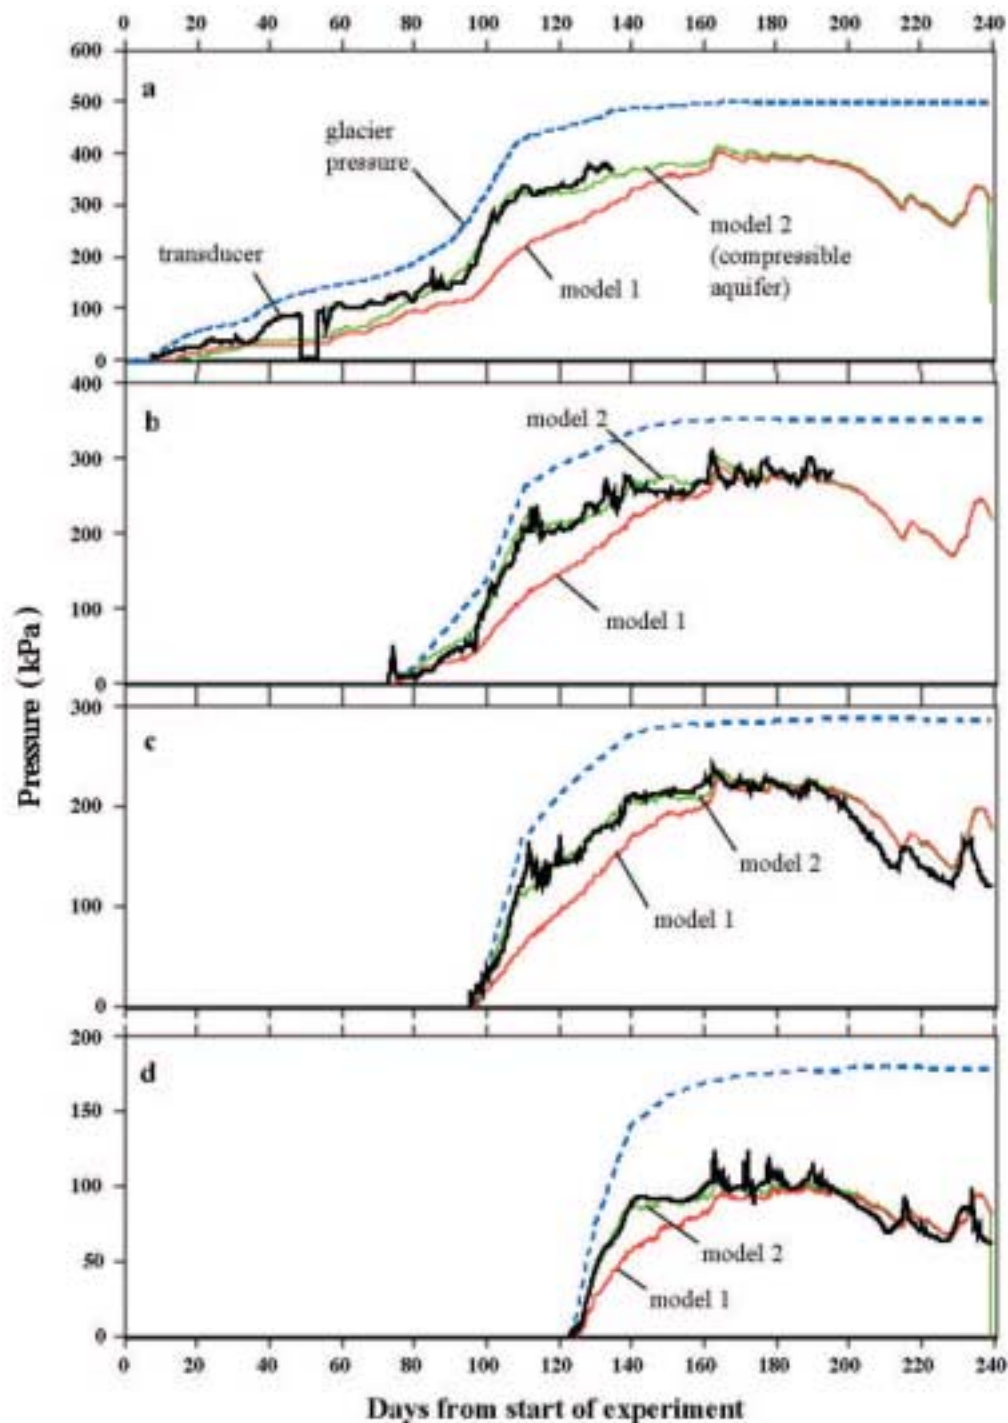 0 20 40 60 80 100 120 140 160 180 200 220 240
600
a
500
glacier
pressure
400
300
model 2
(compressible
aquifer)
transducer
200
model 1
100
0
400
b
model 2
300
200
100
model 1
0
Pressure (kPa)
300
c
200
model 2
model 1
100
0
200
d
150
100
model 2
50
model 1
0
0 20 40 60 80 100 120 140 160 180 200 220 240
Days from start of experiment